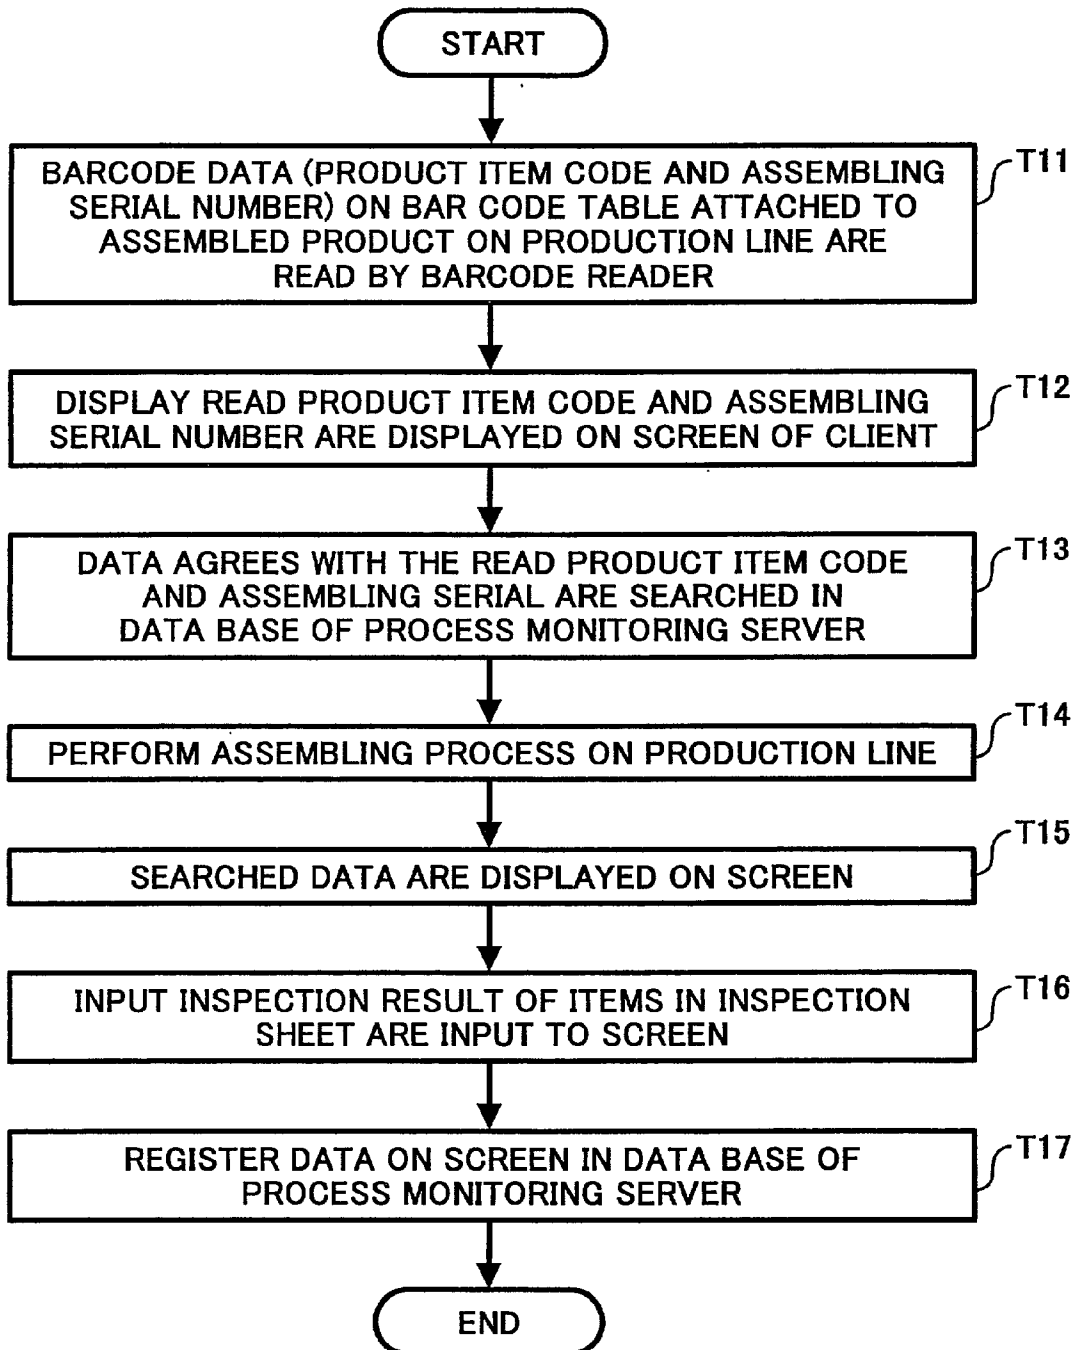 START
BARCODE DATA (PRODUCT ITEM CODE AND ASSEMBLING
SERIAL NUMBER) ON BAR CODE TABLE ATTACHED TO
ASSEMBLED PRODUCT ON PRODUCTION LINE ARE
READ BY BARCODE READER
T11
DISPLAY READ PRODUCT ITEM CODE AND ASSEMBLING
SERIAL NUMBER ARE DISPLAYED ON SCREEN OF CLIENT
T12
DATA AGREES WITH THE READ PRODUCT ITEM CODE
AND ASSEMBLING SERIAL ARE SEARCHED IN
DATA BASE OF PROCESS MONITORING SERVER
T13
PERFORM ASSEMBLING PROCESS ON PRODUCTION LINE
T14
SEARCHED DATA ARE DISPLAYED ON SCREEN
T15
INPUT INSPECTION RESULT OF ITEMS IN INSPECTION
SHEET ARE INPUT TO SCREEN
T16
REGISTER DATA ON SCREEN IN DATA BASE OF
PROCESS MONITORING SERVER
T17
END